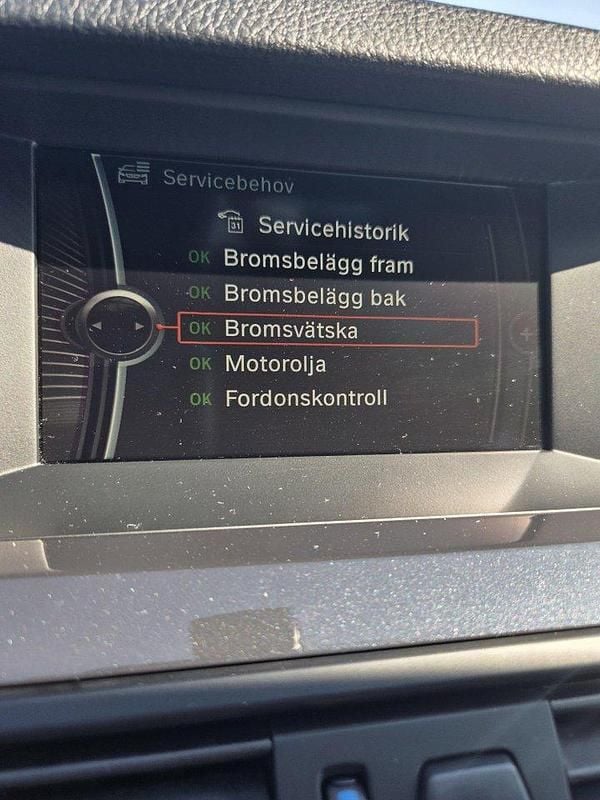 Servicebehov
31 Servicehistorik
OK Bromsbelägg fram
OK Bromsbelägg bak
OK Bromsvätska
OK Motorolja
OK Fordonskontroll